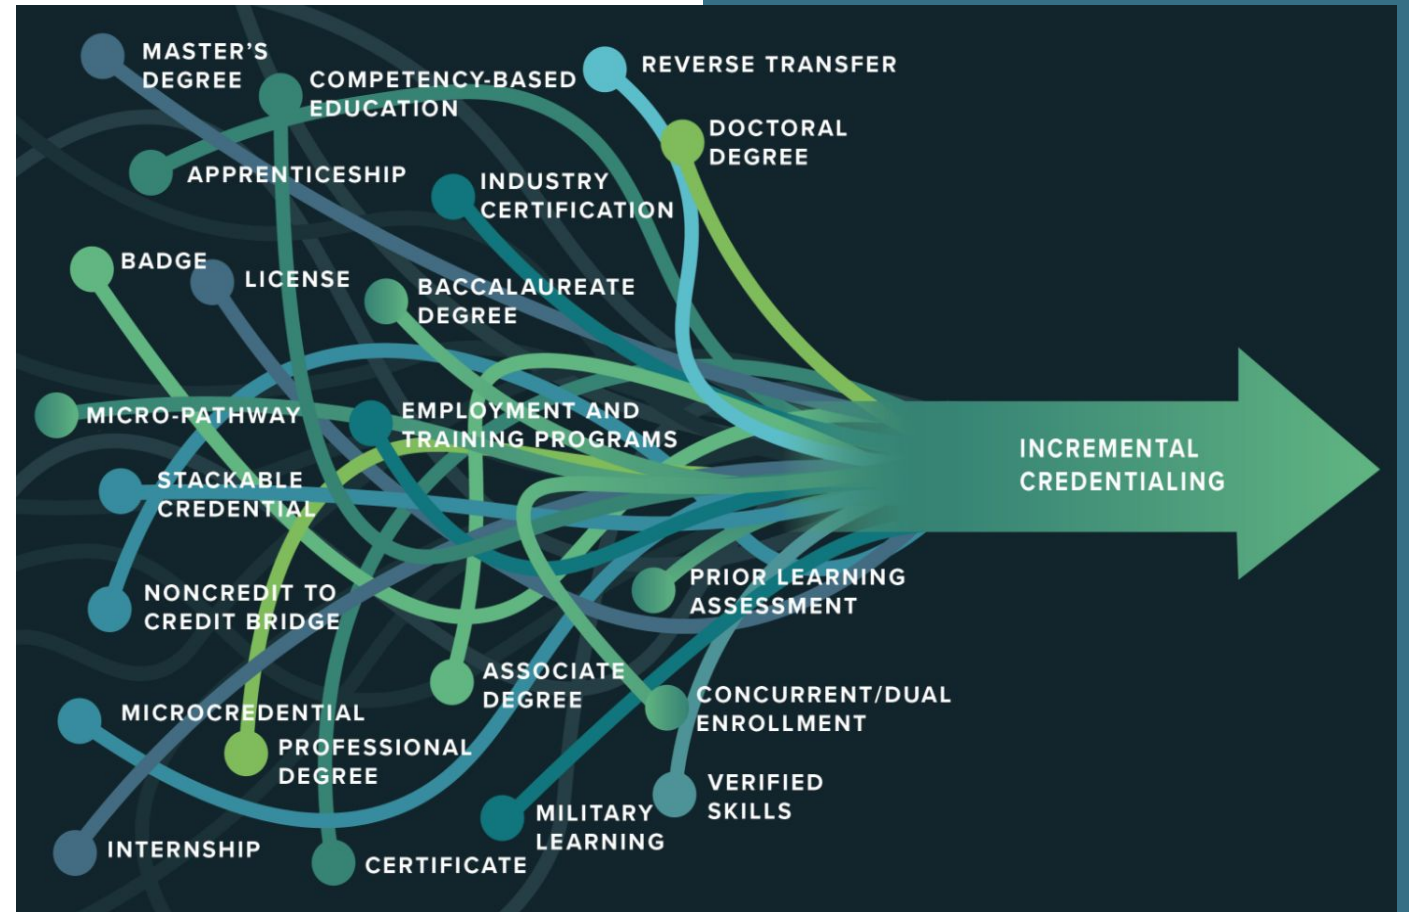 MASTER'S
DEGREE
COMPETENCY-BASED
EDUCATION
REVERSE TRANSFER
DOCTORAL
DEGREE
APPRENTICESHIP
INDUSTRY
CERTIFICATION
BADGE
LICENSE
BACCALAUREATE
DEGREE
MICRO-PATHWAY
EMPLOYMENT AND
TRAINING PROGRAMS
INCREMENTAL
CREDENTIALING
STACKABLE
CREDENTIAL
NONCREDIT TO
CREDIT BRIDGE
PRIOR LEARNING
ASSESSMENT
ASSOCIATE
DEGREE
CONCURRENT/DUAL
ENROLLMENT
MICROCREDENTIAL
PROFESSIONAL
DEGREE
VERIFIED
SKILLS
MILITARY
LEARNING
INTERNSHIP
CERTIFICATE